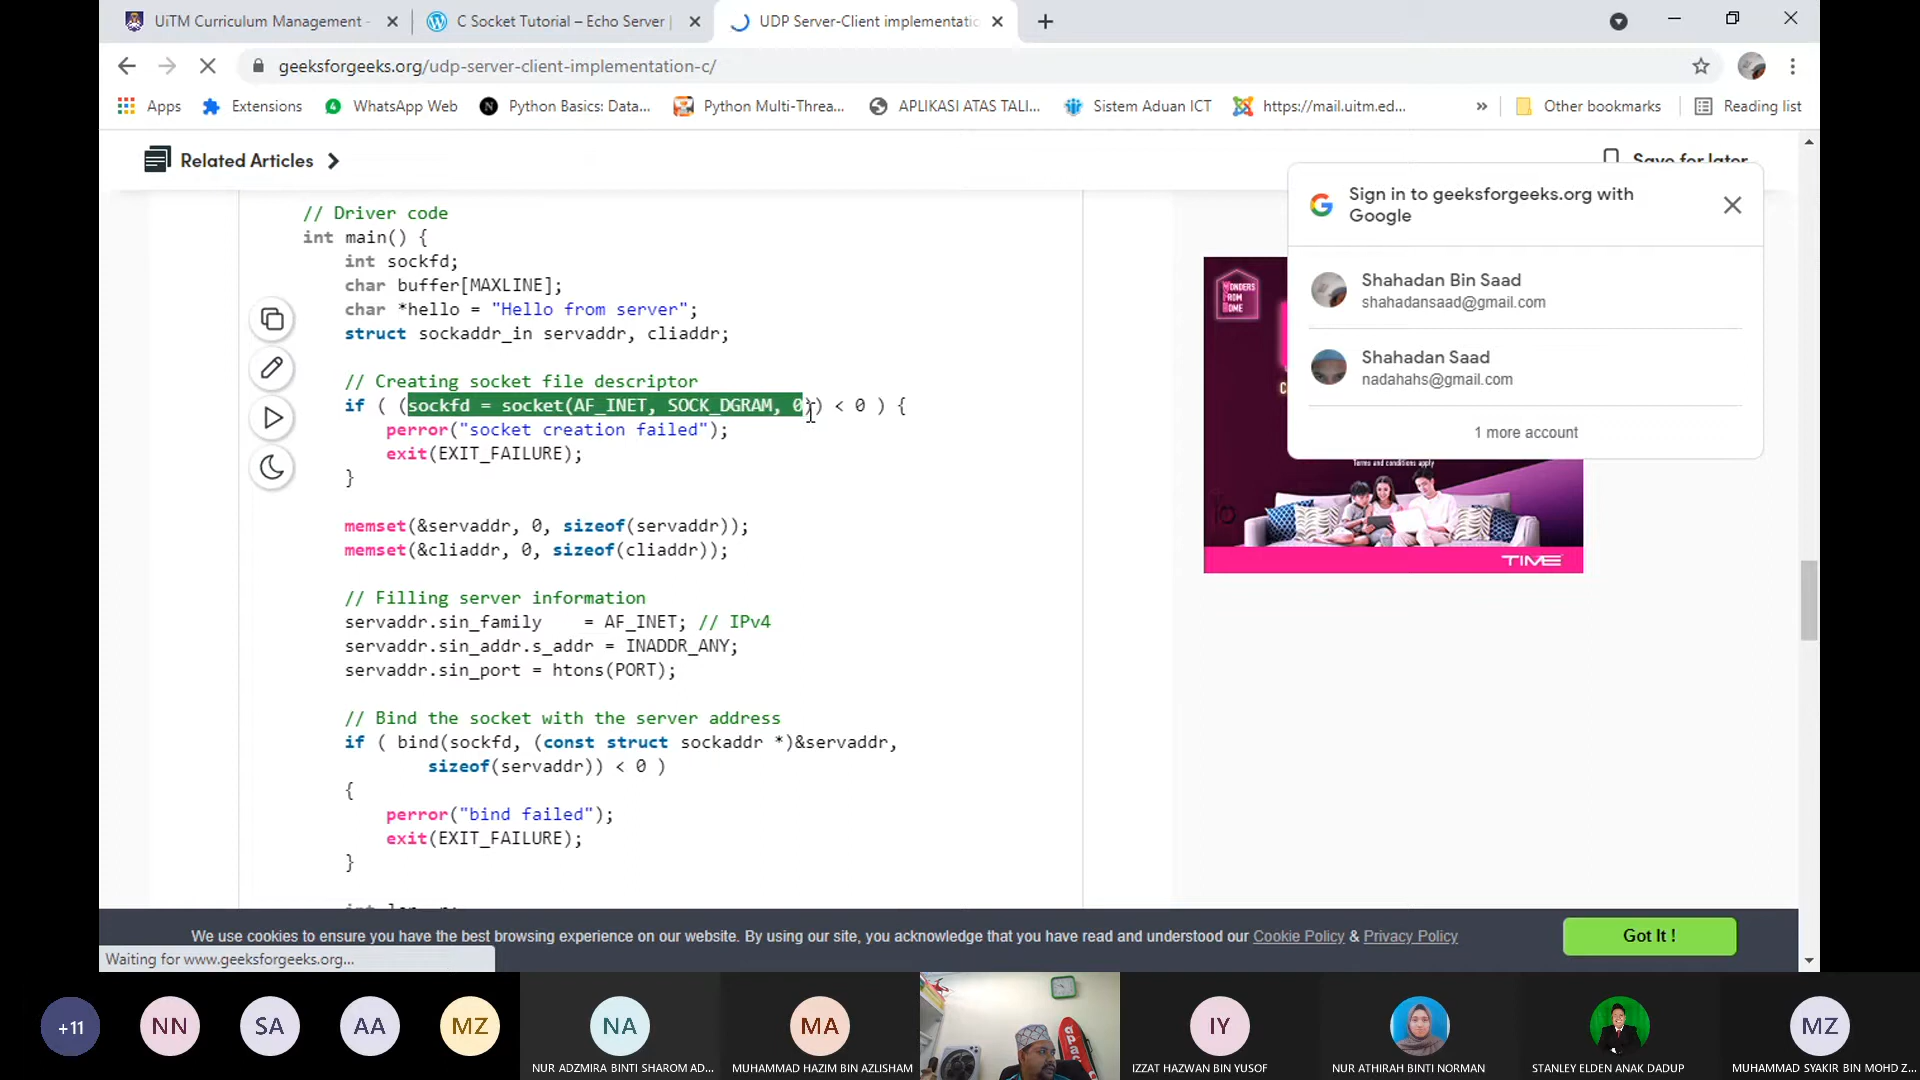 UiTM Curriculum Management -
C Socket Tutorial – Echo Server |
UDP Server-Client implementatic
geeksforgeeks.org/udp-server-client-implementation-c/
Apps
Extensions
WhatsApp Web
Python Basics: Data...
Python Multi-Threa...
APLIKASI ATAS TALI...
Sistem Aduan ICT
https://mail.uitm.ed...
»
Other bookmarks
Reading list
Related Articles
Save for later
// Driver code
int main() {
int sockfd;
char buffer[MAXLINE];
char *hello = "Hello from server";
struct sockaddr_in servaddr, cliaddr;
// Creating socket file descriptor
if ( (sockfd = socket(AF_INET, SOCK_DGRAM, 0)) < 0 ) {
perror("socket creation failed");
exit(EXIT_FAILURE);
}
memset(&servaddr, 0, sizeof(servaddr));
memset(&cliaddr, 0, sizeof(cliaddr));
// Filling server information
servaddr.sin_family    = AF_INET; // IPv4
servaddr.sin_addr.s_addr = INADDR_ANY;
servaddr.sin_port = htons(PORT);
// Bind the socket with the server address
if ( bind(sockfd, (const struct sockaddr *)&servaddr,
sizeof(servaddr)) < 0 )
{
perror("bind failed");
exit(EXIT_FAILURE);
}
Sign in to geeksforgeeks.org with
Google
Shahadan Bin Saad
shahadansaad@gmail.com
Shahadan Saad
nadahahs@gmail.com
1 more account
WONDERS
FROM
HOME
Terms and conditions apply
TIME
We use cookies to ensure you have the best browsing experience on our website. By using our site, you acknowledge that you have read and understood our Cookie Policy & Privacy Policy
Got It !
Waiting for www.geeksforgeeks.org...
+11
NN
SA
AA
MZ
NA
MA
IY
MZ
NUR ADZMIRA BINTI SHAROM AD...
MUHAMMAD HAZIM BIN AZLISHAM
IZZAT HAZWAN BIN YUSOF
NUR ATHIRAH BINTI NORMAN
STANLEY ELDEN ANAK DADUP
MUHAMMAD SYAKIR BIN MOHD Z...